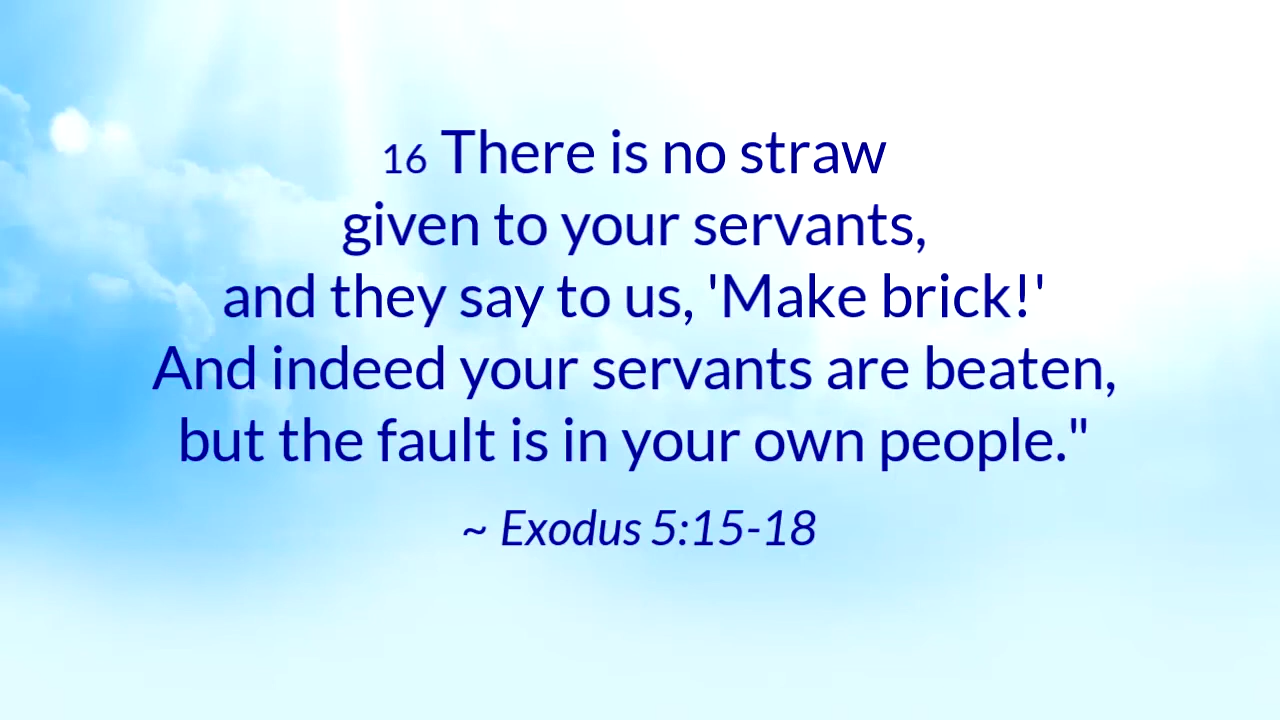 16 There is no straw
given to your servants,
and they say to us, 'Make brick!'
And indeed your servants are beaten,
but the fault is in your own people."
~ Exodus 5:15-18